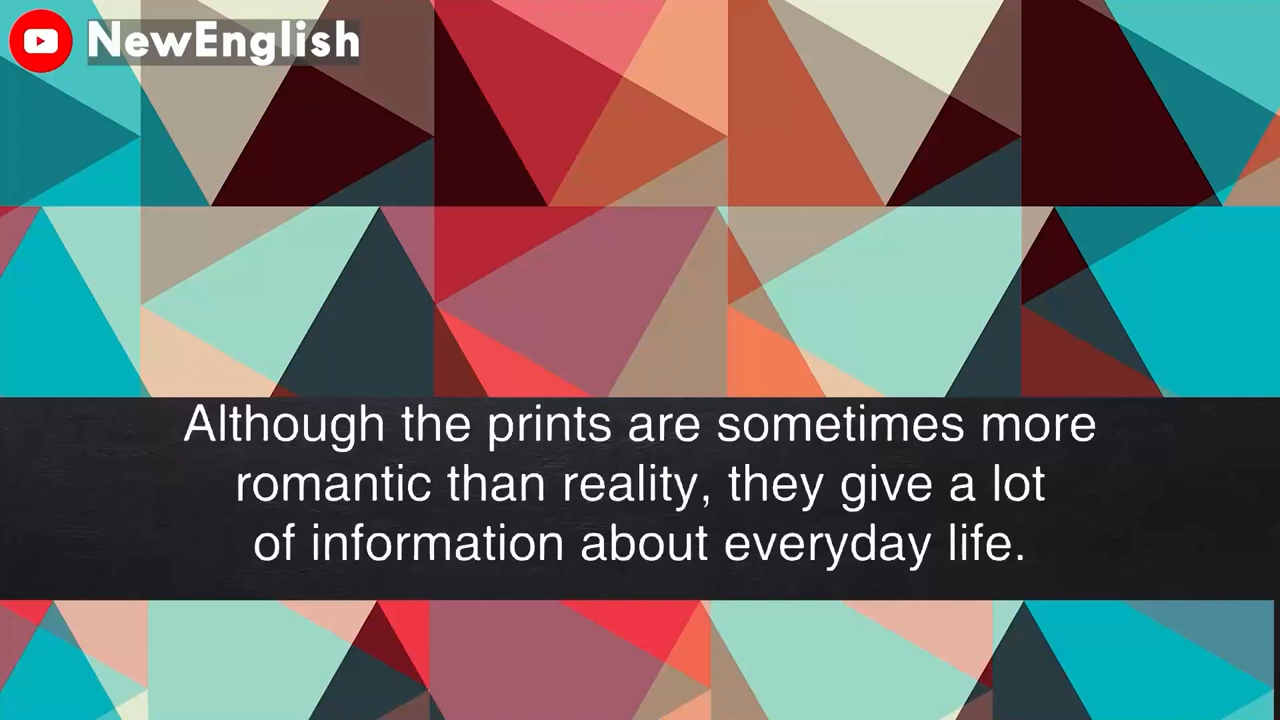 NewEnglish
Although the prints are sometimes more
romantic than reality, they give a lot
of information about everyday life.